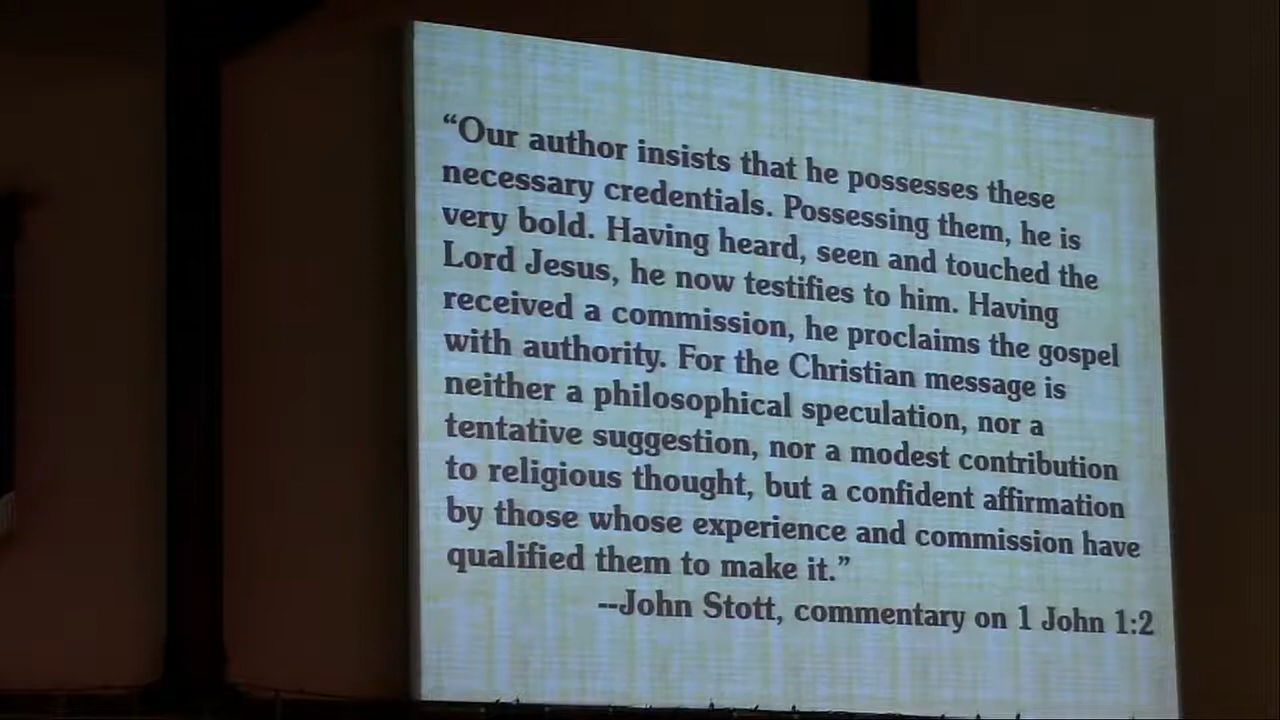 “Our author insists that he possesses these
necessary credentials. Possessing them, he is
very bold. Having heard, seen and touched the
Lord Jesus, he now testifies to him. Having
received a commission, he proclaims the gospel
with authority. For the Christian message is
neither a philosophical speculation, nor a
tentative suggestion, nor a modest contribution
to religious thought, but a confident affirmation
by those whose experience and commission have
qualified them to make it.”
--John Stott, commentary on 1 John 1:2